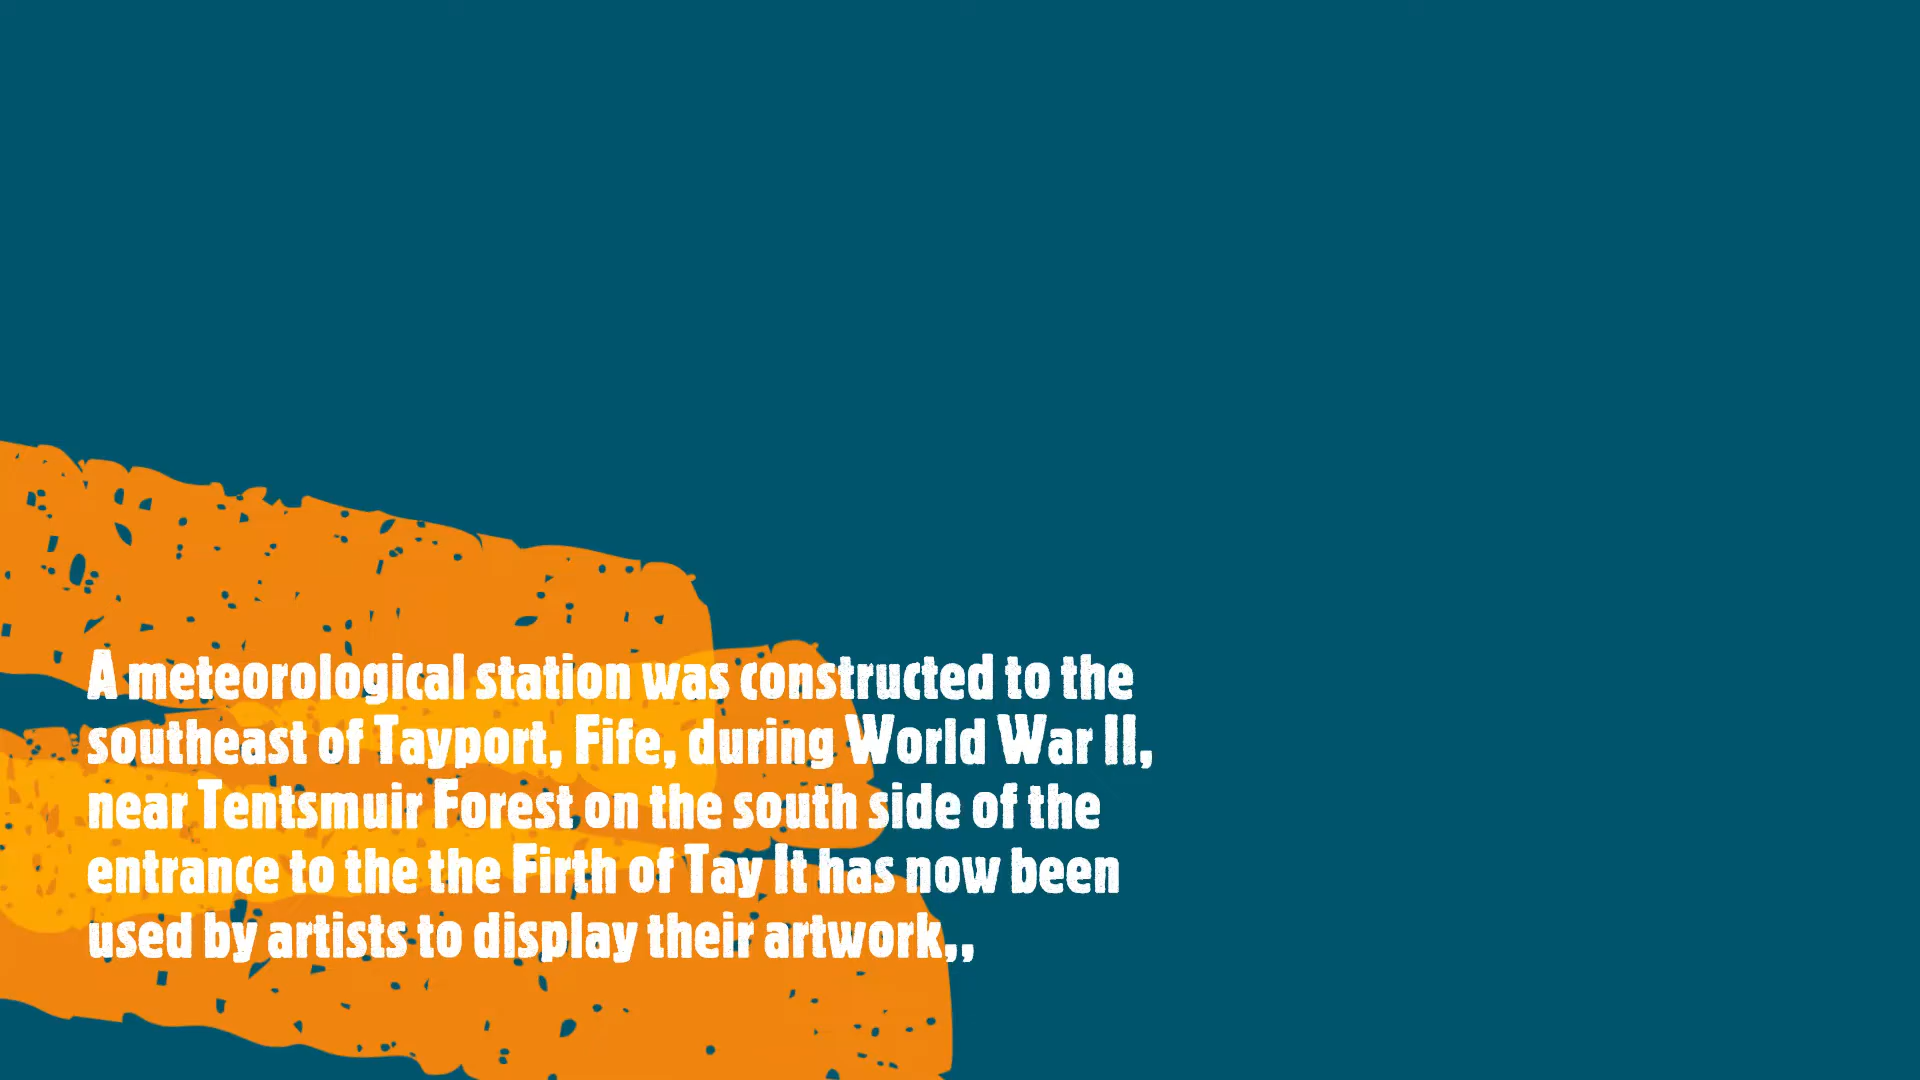 A meteorological station was constructed to the
southeast of Tayport, Fife, during World War II,
near Tentsmuir Forest on the south side of the
entrance to the the Firth of Tay It has now been
used by artists to display their artwork,,